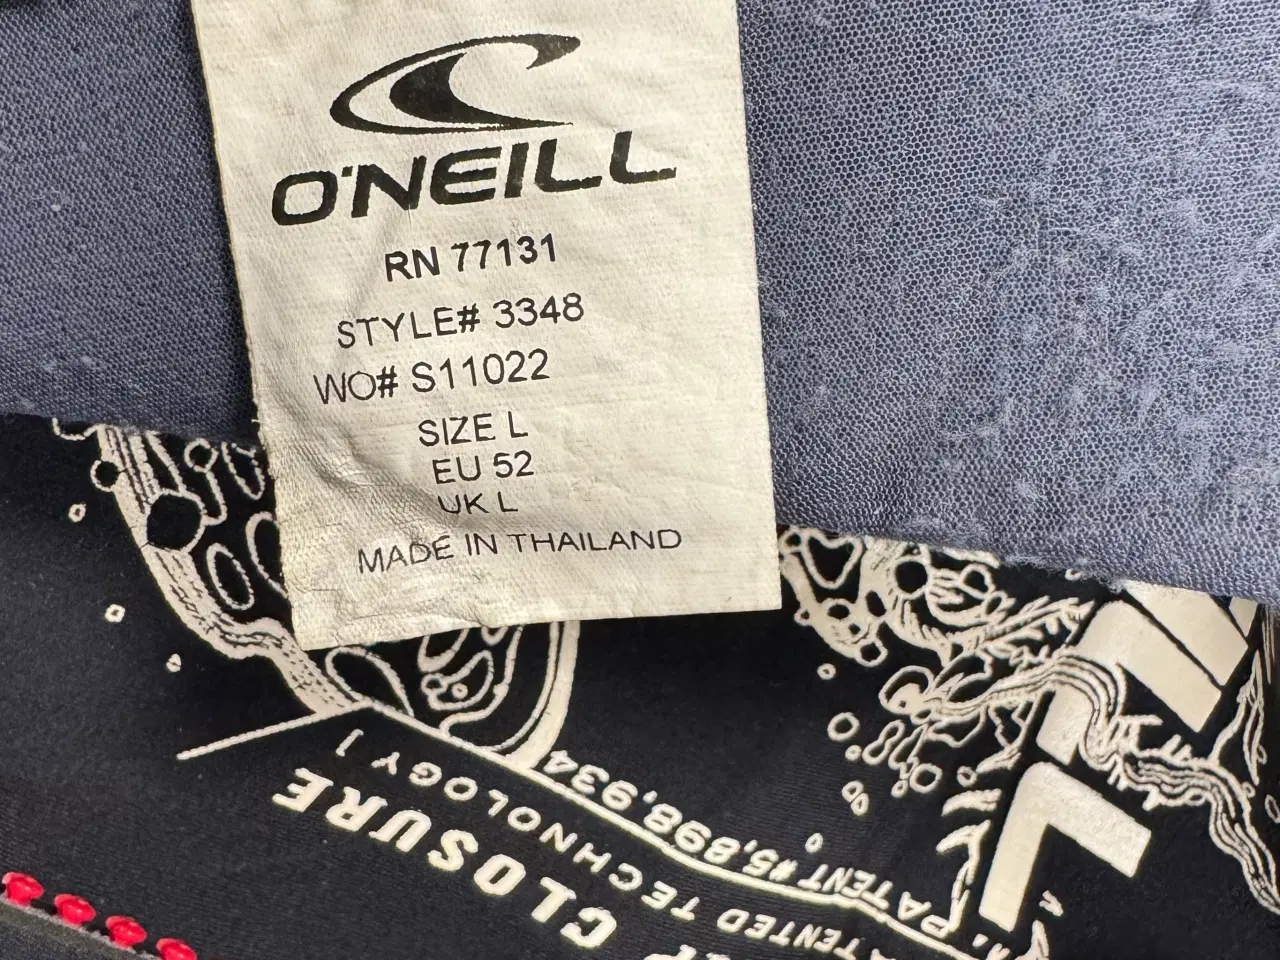 O'NEILL
RN 77131
STYLE# 3348
WO# S11022
SIZE L
EU 52
UK L
MADE IN THAILAND
PATENT #5,898,934
TECHNOLOGY ]
CLOSURE